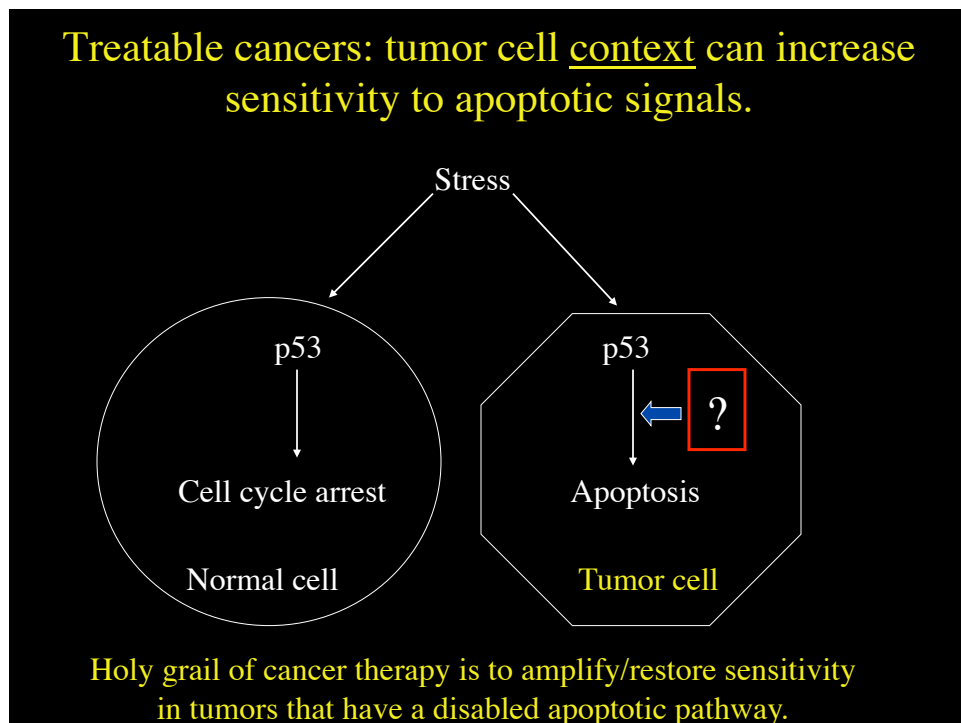 Treatable cancers: tumor cell context can increase
sensitivity to apoptotic signals.
Stress
p53
Cell cycle arrest
Normal cell
p53
?
Apoptosis
Tumor cell
Holy grail of cancer therapy is to amplify/restore sensitivity
in tumors that have a disabled apoptotic pathway.